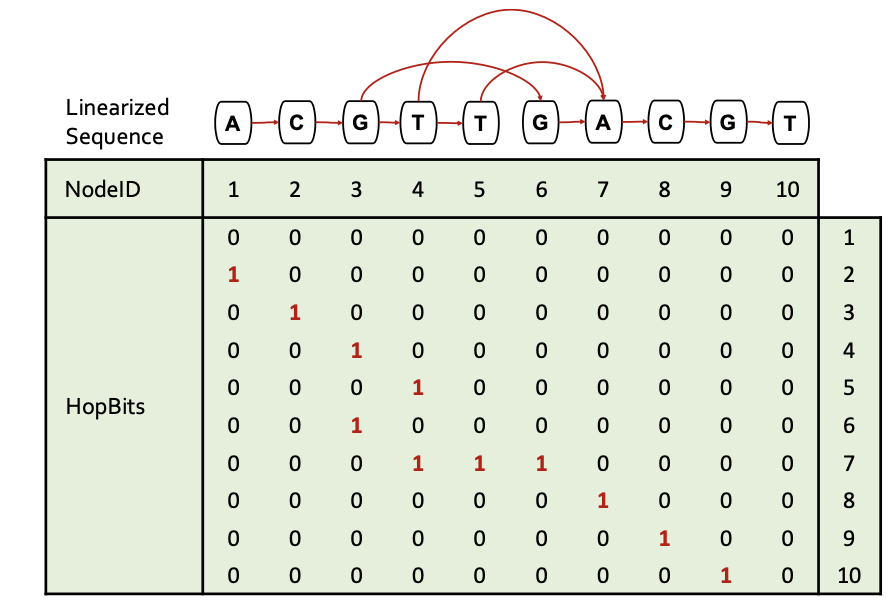 Linearized
Sequence
A C G T T G A C G T
NodeID 1 2 3 4 5 6 7 8 9 10
0 0 0 0 0 0 0 0 0 0 1
1 0 0 0 0 0 0 0 0 0 2
0 1 0 0 0 0 0 0 0 0 3
0 0 1 0 0 0 0 0 0 0 4
0 0 0 1 0 0 0 0 0 0 5
HopBits
0 0 1 0 0 0 0 0 0 0 6
0 0 0 1 1 1 0 0 0 0 7
0 0 0 0 0 0 1 0 0 0 8
0 0 0 0 0 0 0 1 0 0 9
0 0 0 0 0 0 0 0 1 0 10